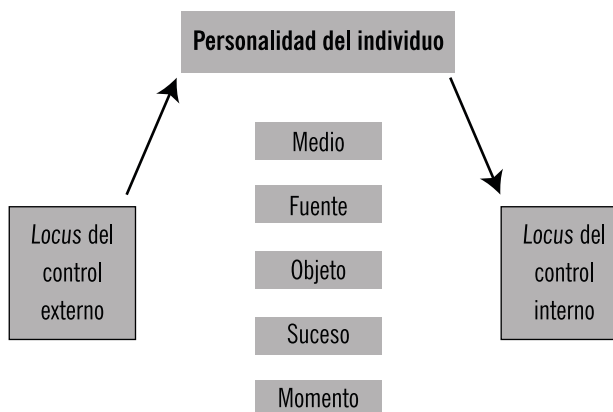 Personalidad del individuo
Medio
Fuente
Objeto
Suceso
Momento
Locus del
control
externo
Locus del
control
interno